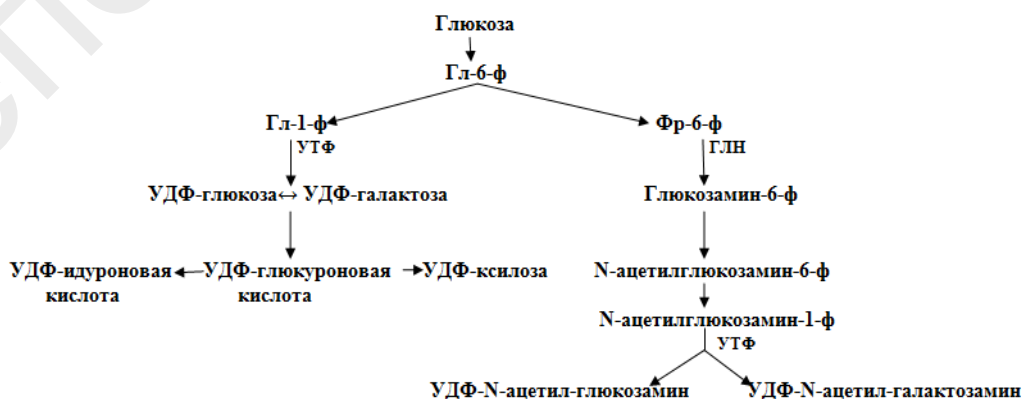 Глюкоза
Гл-6-ф
Гл-1-ф Фр-6-ф
УТФ ГЛН
УДФ-глюкоза↔ УДФ-галактоза Глюкозамин-6-ф
УДФ-идуроновая УДФ-глюкуроновая УДФ-ксилоза N-ацетилглюкозамин-6-ф
кислота кислота
N-ацетилглюкозамин-1-ф
УТФ
УДФ-N-ацетил-глюкозамин УДФ-N-ацетил-галактозамин